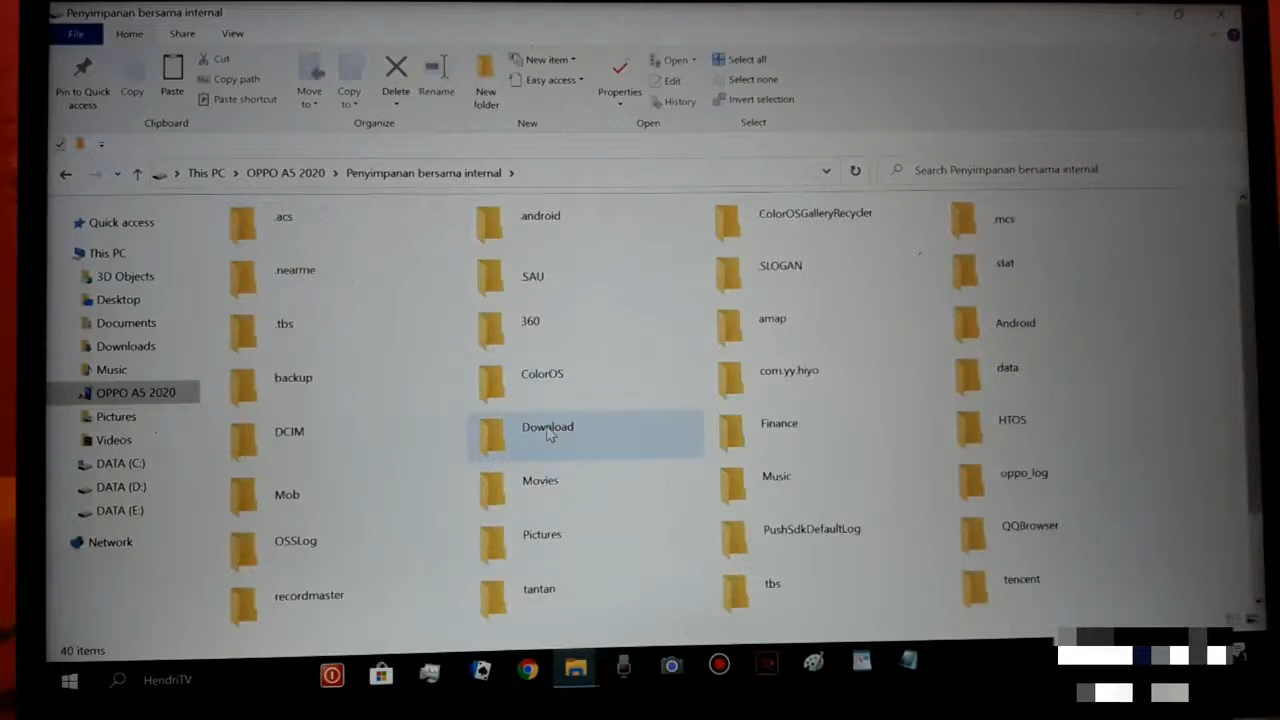 Penyimpanan bersama internal
File Home Share View
Pin to Quick access
Copy
Paste
Cut
Copy path
Paste shortcut
Clipboard
Move to
Copy to
Delete
Rename
Organize
New folder
New item
Easy access
New
Properties
Open
Edit
History
Open
Select all
Select none
Invert selection
Select
This PC > OPPO A5 2020 > Penyimpanan bersama internal >
Search Penyimpanan bersama internal
Quick access
This PC
3D Objects
Desktop
Documents
Downloads
Music
OPPO A5 2020
Pictures
Videos
DATA (C:)
DATA (D:)
DATA (E:)
Network
.acs .android .ColorOSGalleryRecycler .mcs
.nearme SAU .SLOGAN stat
.tbs 360 amap Android
backup ColorOS com.yy.hiyo data
DCIM Download Finance HTOS
Mob Movies Music oppo_log
OSSLog Pictures PushSdkDefaultLog QQBrowser
recordmaster tantan tbs tencent
40 items
HendriTV